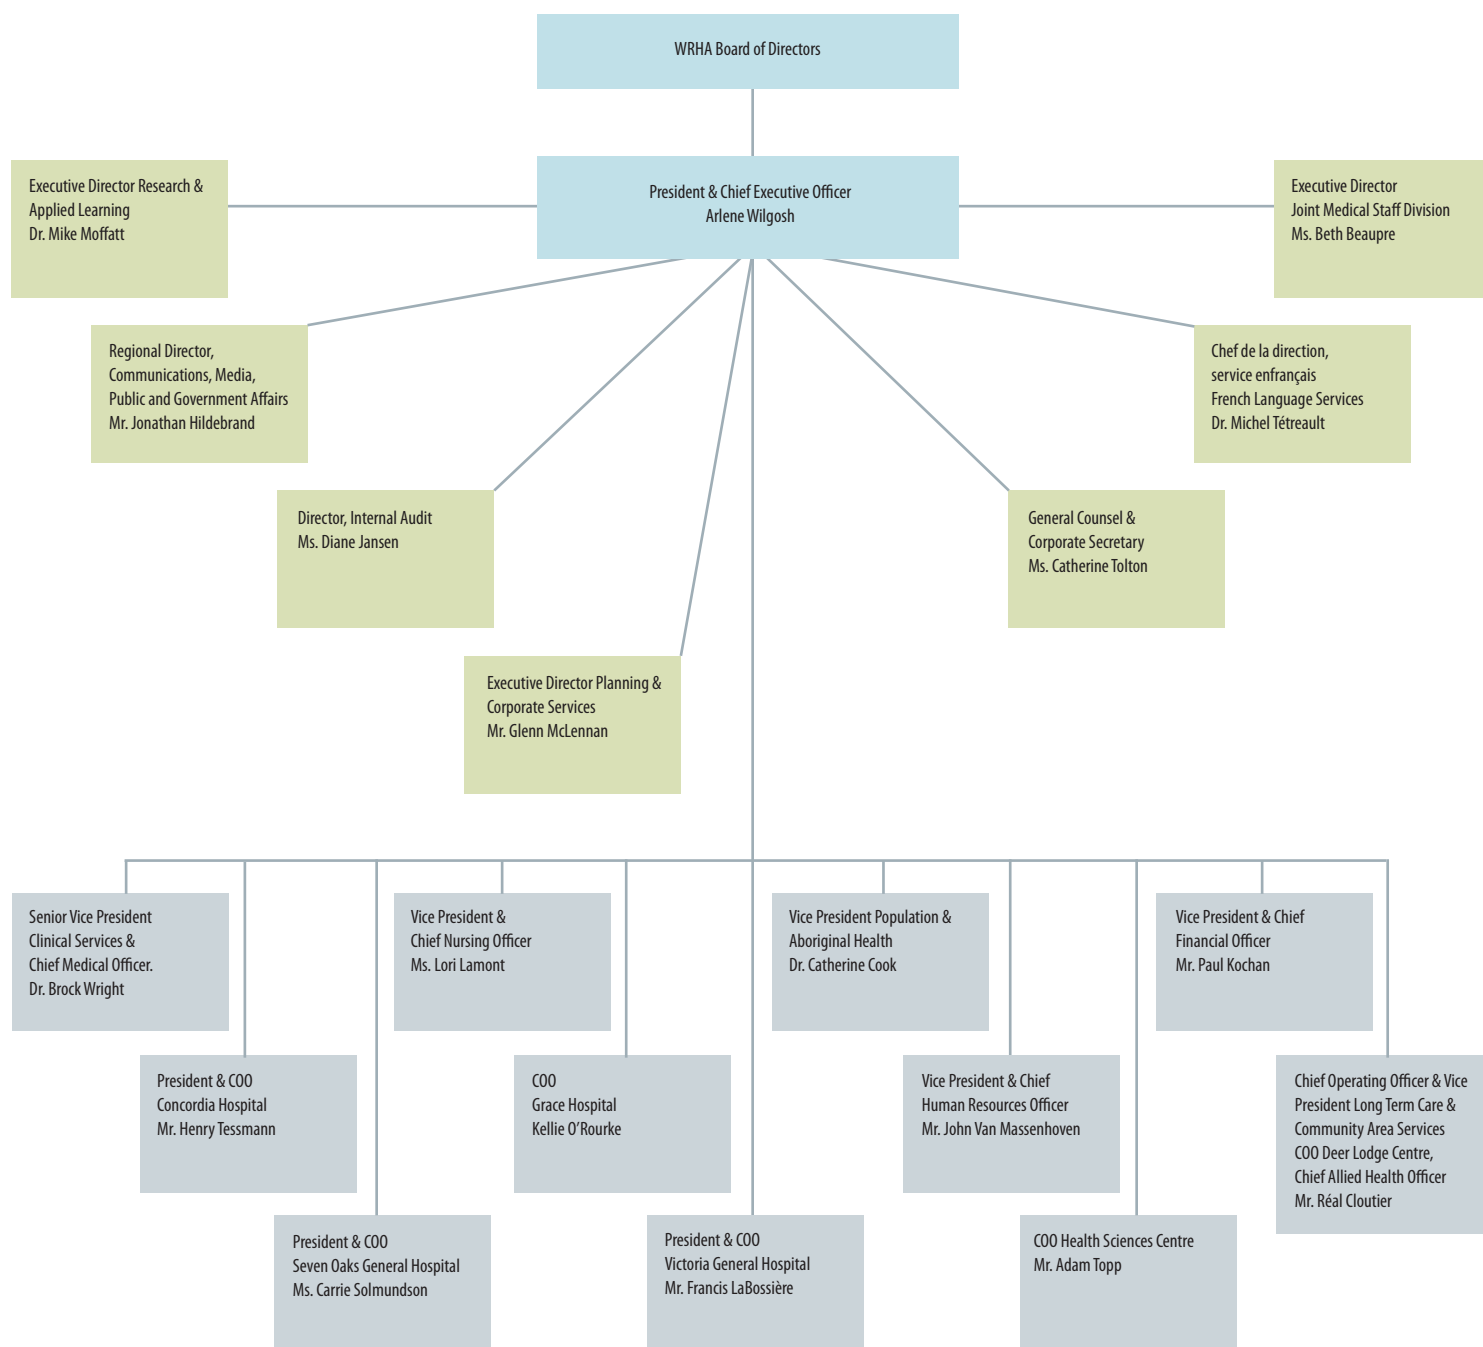 WRHA Board of Directors
President & Chief Executive Officer
Arlene Wilgosh
Executive Director Research &
Applied Learning
Dr. Mike Moffatt
Executive Director
Joint Medical Staff Division
Ms. Beth Beaupre
Regional Director,
Communications, Media,
Public and Government Affairs
Mr. Jonathan Hildebrand
Chef de la direction,
service enfrançais
French Language Services
Dr. Michel Tétreault
Director, Internal Audit
Ms. Diane Jansen
General Counsel &
Corporate Secretary
Ms. Catherine Tolton
Executive Director Planning &
Corporate Services
Mr. Glenn McLennan
Senior Vice President
Clinical Services &
Chief Medical Officer.
Dr. Brock Wright
Vice President &
Chief Nursing Officer
Ms. Lori Lamont
Vice President Population &
Aboriginal Health
Dr. Catherine Cook
Vice President & Chief
Financial Officer
Mr. Paul Kochan
President & COO
Concordia Hospital
Mr. Henry Tessmann
COO
Grace Hospital
Kellie O’Rourke
Vice President & Chief
Human Resources Officer
Mr. John Van Massenhoven
Chief Operating Officer & Vice
President Long Term Care &
Community Area Services
COO Deer Lodge Centre,
Chief Allied Health Officer
Mr. Réal Cloutier
President & COO
Seven Oaks General Hospital
Ms. Carrie Solmundson
President & COO
Victoria General Hospital
Mr. Francis LaBossière
COO Health Sciences Centre
Mr. Adam Topp